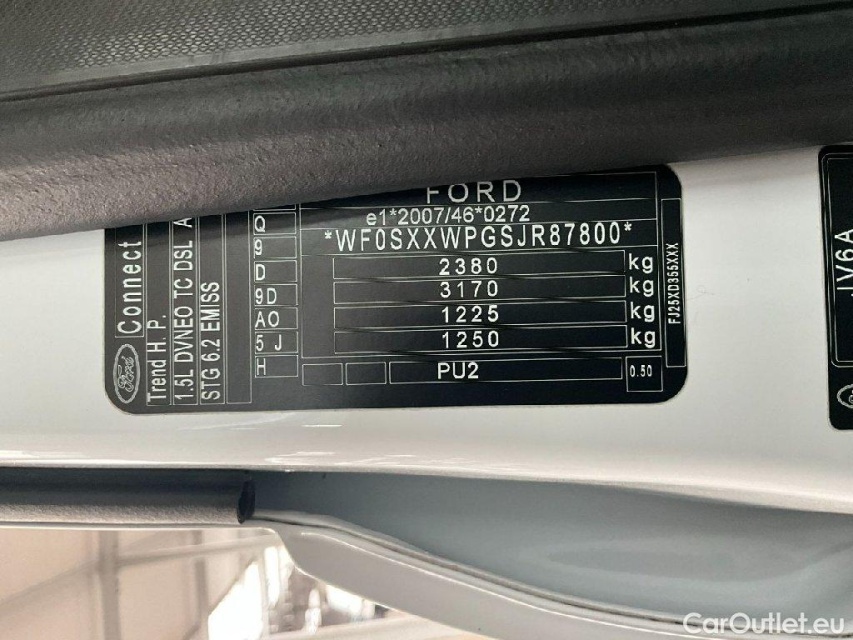 FORD
e1*2007/46*0272
*WF0SXXWPGSJR87800*
2380 kg
3170 kg
1225 kg
1250 kg
PU2
0.50
FJ25XD355XXX
Q
9
D
9D
AO
5 J
H
Ford
Connect
Trend H.P.
1.5L DVNEO TC DSL A
STG 6.2 EMISS
JV6A
CarOutlet.eu